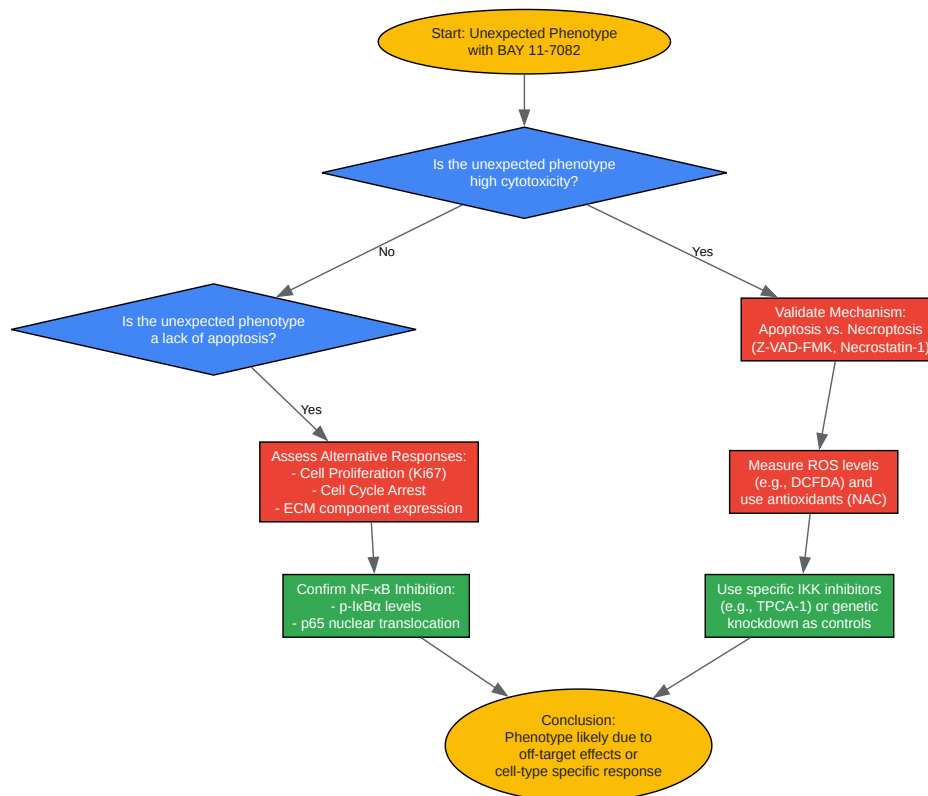 Start: Unexpected Phenotype
with BAY 11-7082
Is the unexpected phenotype
high cytotoxicity?
No
Yes
Is the unexpected phenotype
a lack of apoptosis?
Validate Mechanism:
Apoptosis vs. Necroptosis
(Z-VAD-FMK, Necrostatin-1)
Yes
Assess Alternative Responses:
- Cell Proliferation (Ki67)
- Cell Cycle Arrest
- ECM component expression
Measure ROS levels
(e.g., DCFDA) and
use antioxidants (NAC)
Confirm NF-κB Inhibition:
- p-IκBα levels
- p65 nuclear translocation
Use specific IKK inhibitors
(e.g., TPCA-1) or genetic
knockdown as controls
Conclusion:
Phenotype likely due to
off-target effects or
cell-type specific response